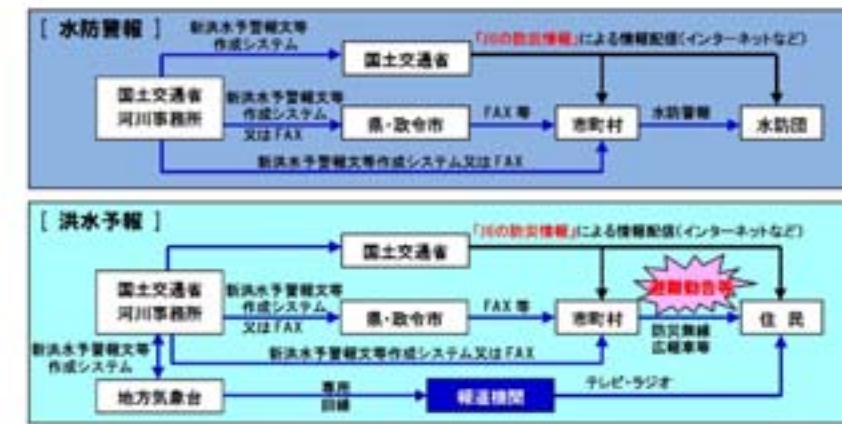 [ 水防警報 ]
新洪水予警報文等
作成システム
国土交通省
「川の防災情報」による情報配信(インターネットなど)
国土交通省
河川事務所
新洪水予警報文等
作成システム
又はFAX
県・政令市
FAX 等
市町村
水防警報
水防団
新洪水予警報文等作成システム又はFAX
[ 洪水予報 ]
国土交通省
「川の防災情報」による情報配信(インターネットなど)
国土交通省
河川事務所
新洪水予警報文等
作成システム
又はFAX
県・政令市
FAX 等
市町村
避難勧告等
防災無線
広報車等
住 民
新洪水予警報文等作成システム又はFAX
新洪水予警報文等
作成システム
地方気象台
専用
回線
報道機関
テレビ・ラジオ